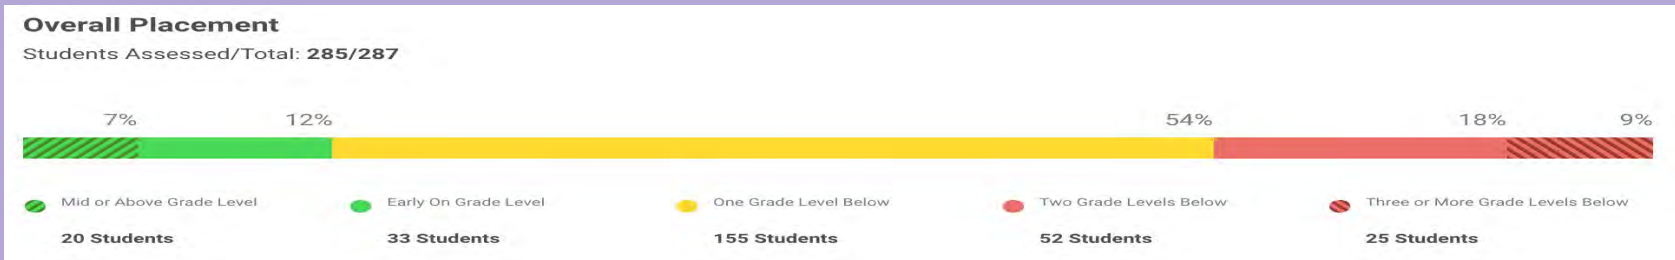 Overall Placement
Students Assessed/Total: 285/287
7% 12% 54% 18% 9%
Mid or Above Grade Level Early On Grade Level One Grade Level Below Two Grade Levels Below Three or More Grade Levels Below
20 Students 33 Students 155 Students 52 Students 25 Students